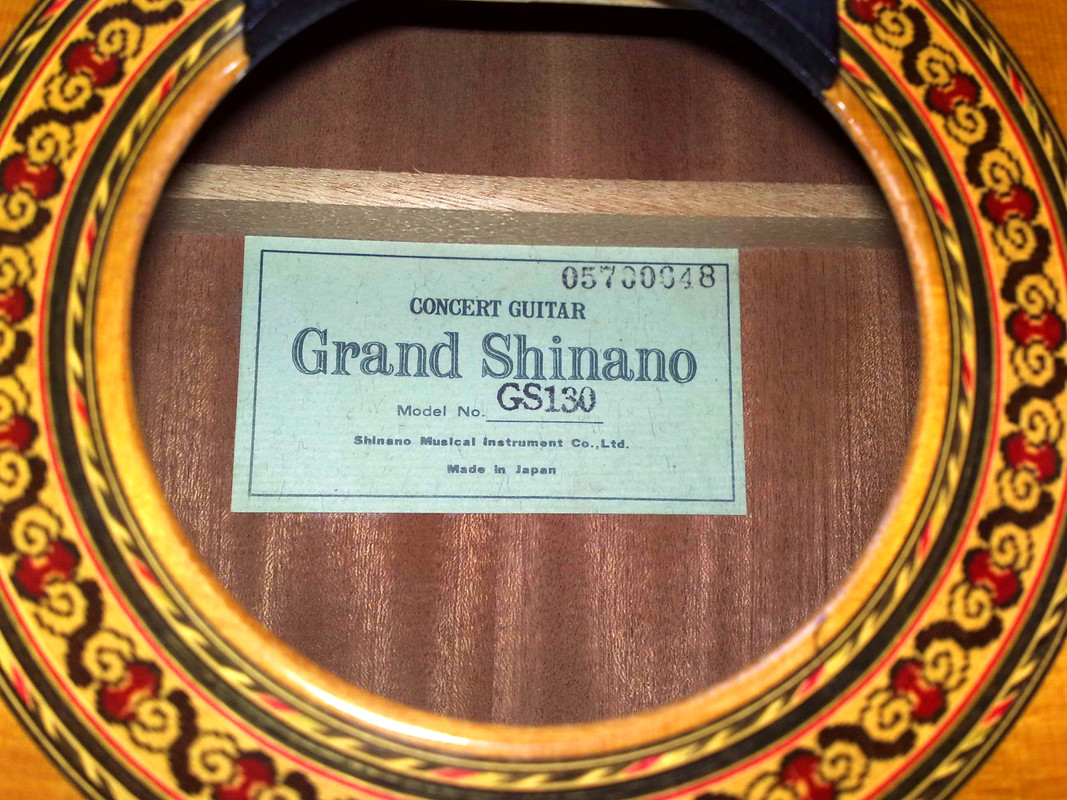 05700048
CONCERT GUITAR
Grand Shinano
Model No. GS130
Shinano Musical Instrument Co.,Ltd.
Made in Japan